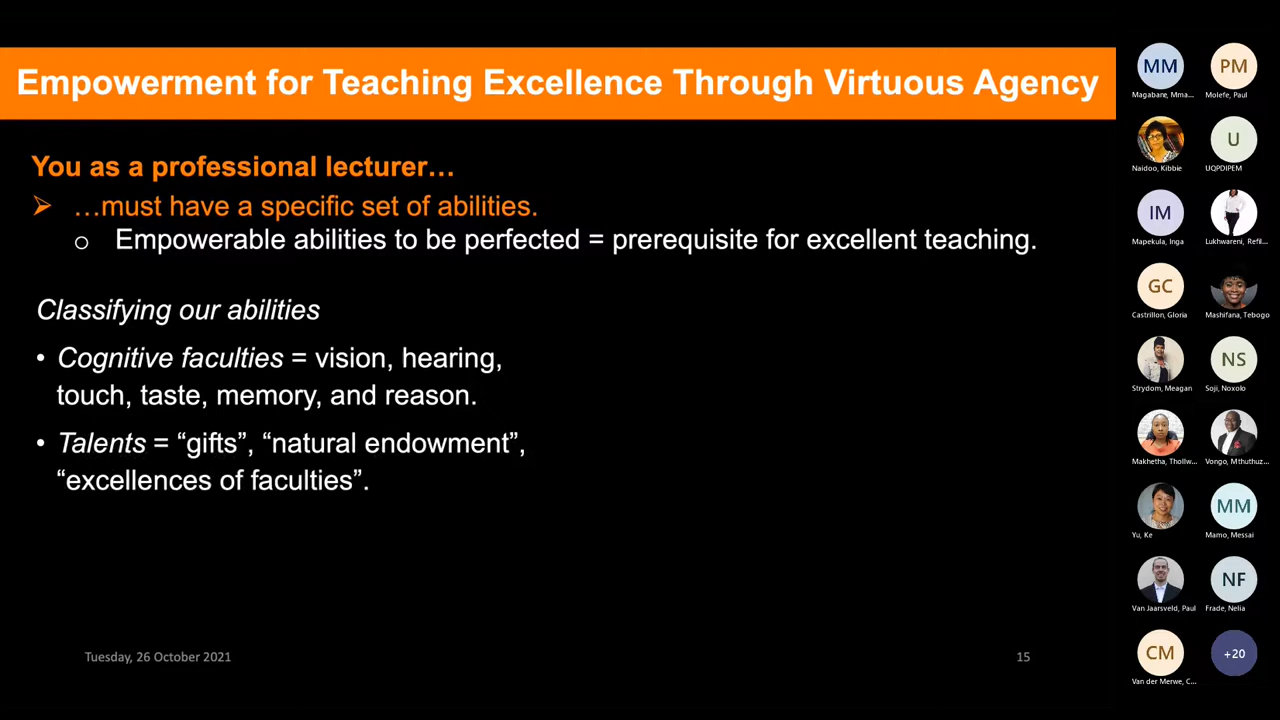 Empowerment for Teaching Excellence Through Virtuous Agency
You as a professional lecturer…
➢ …must have a specific set of abilities.
o Empowerable abilities to be perfected = prerequisite for excellent teaching.
Classifying our abilities
• Cognitive faculties = vision, hearing,
touch, taste, memory, and reason.
• Talents = “gifts”, “natural endowment”,
“excellences of faculties”.
Tuesday, 26 October 2021
15
MM
PM
Magabane, Mma...
Molefe, Paul
U
Naidoo, Kibbie
UQPDIPEM
IM
Mapekula, Inga
Lukhwareni, Refil...
GC
Castrillon, Gloria
Mashifana, Tebogo
NS
Strydom, Meagan
Soji, Noxolo
Makhetha, Thollw...
Vongo, Mthuthuz...
MM
Yu, Ke
Mamo, Messai
NF
Van Jaarsveld, Paul
Frade, Nelia
CM
+20
Van der Merwe, C...